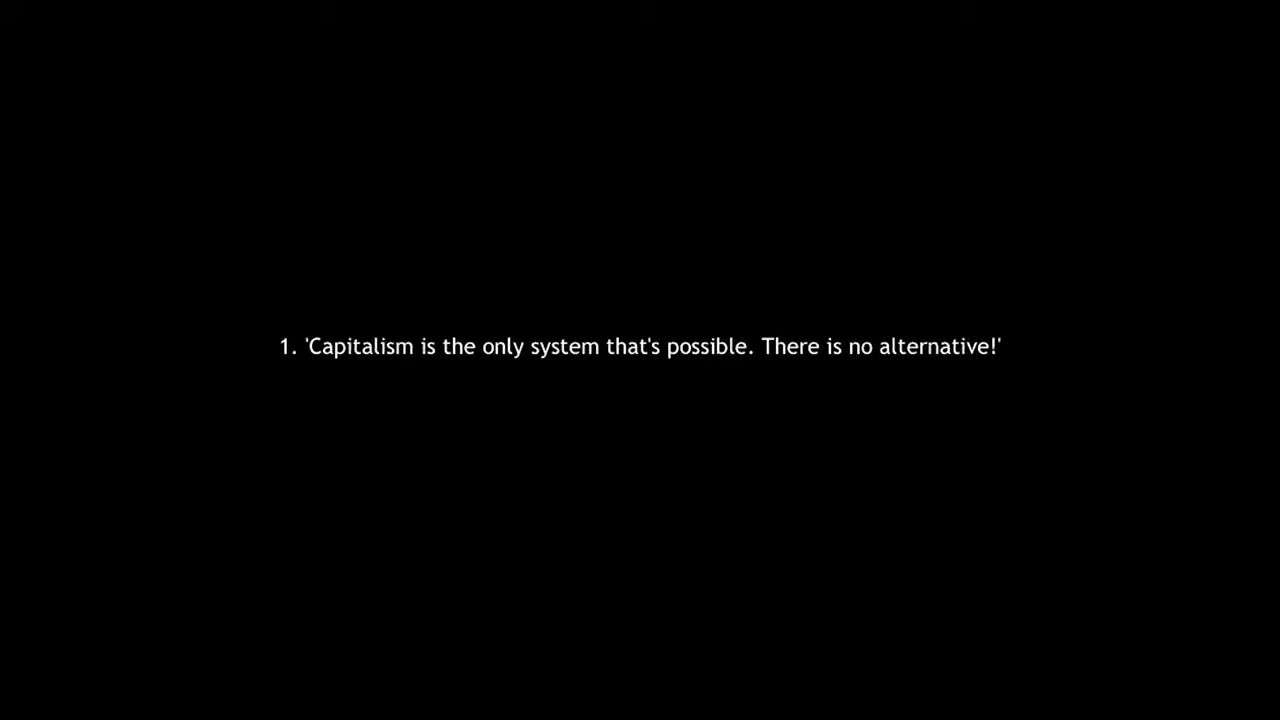 1. 'Capitalism is the only system that's possible. There is no alternative!'